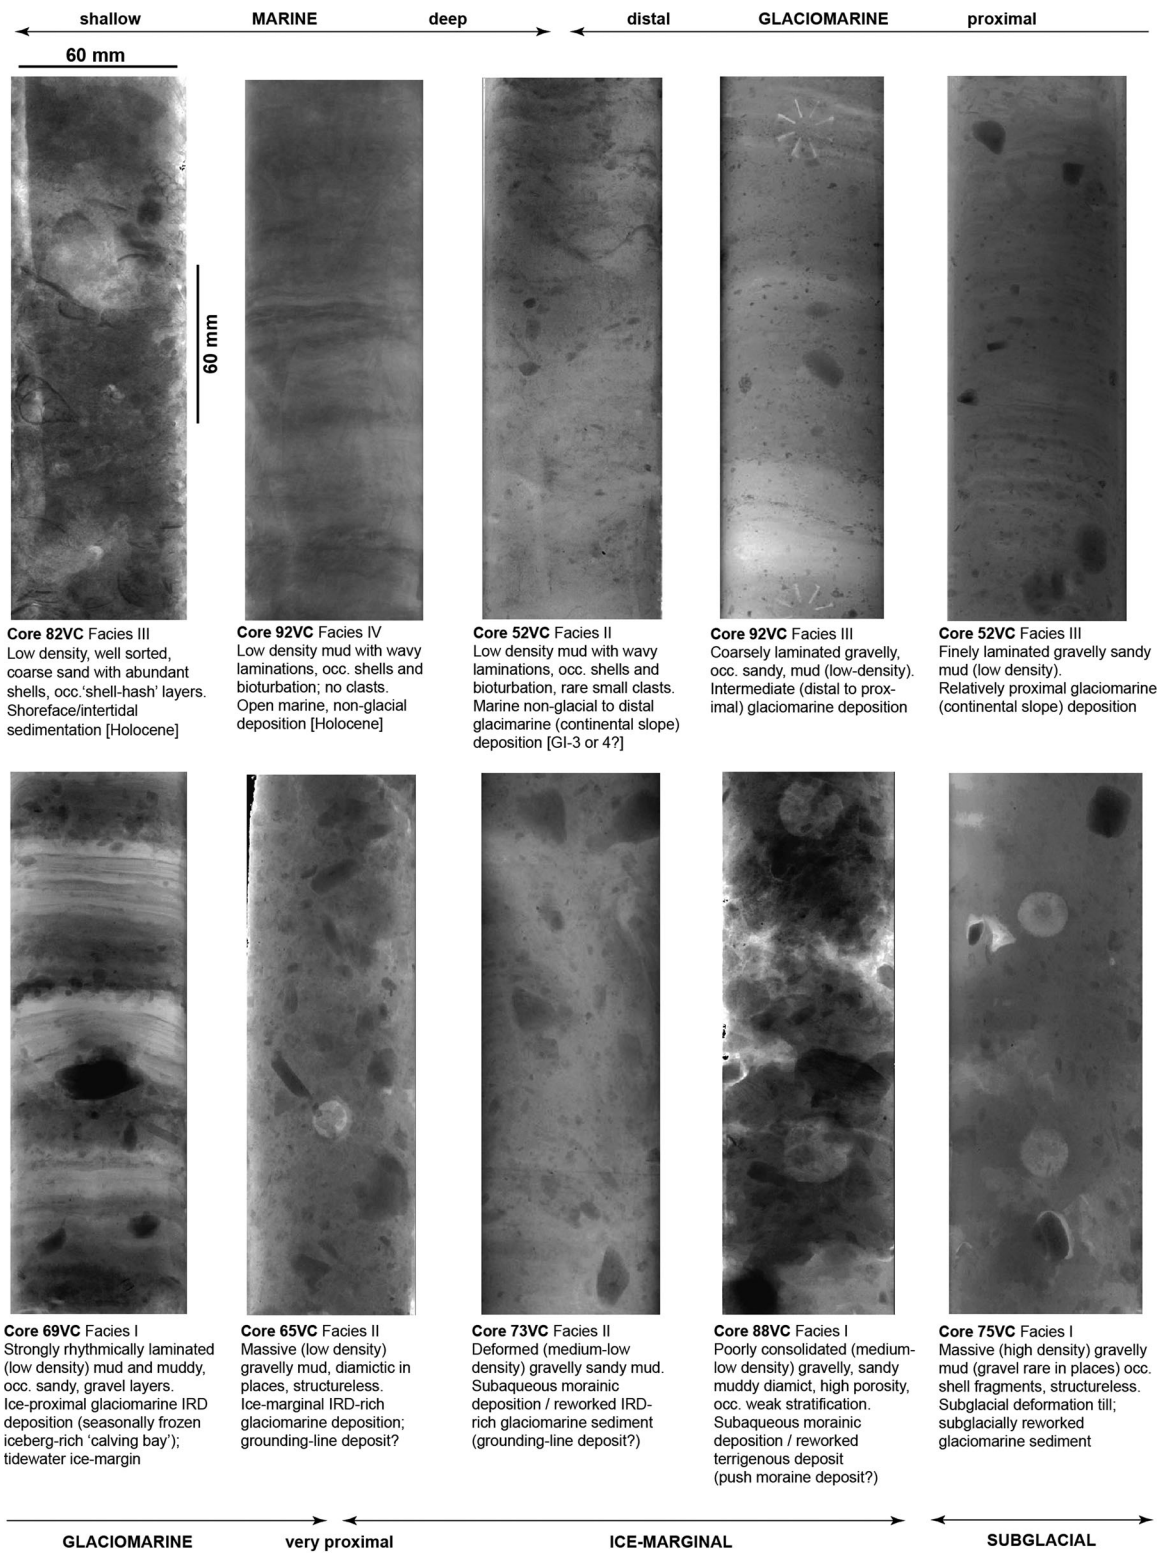 shallow MARINE deep distal GLACIOMARINE proximal
60 mm
60 mm
Core 82VC Facies III
Low density, well sorted,
coarse sand with abundant
shells, occ.‘shell-hash’ layers.
Shoreface/intertidal
sedimentation [Holocene]
Core 92VC Facies IV
Low density mud with wavy
laminations, occ. shells and
bioturbation; no clasts.
Open marine, non-glacial
deposition [Holocene]
Core 52VC Facies II
Low density mud with wavy
laminations, occ. shells and
bioturbation, rare small clasts.
Marine non-glacial to distal
glacimarine (continental slope)
deposition [GI-3 or 4?]
Core 92VC Facies III
Coarsely laminated gravelly,
occ. sandy, mud (low-density).
Intermediate (distal to prox-
imal) glaciomarine deposition
Core 52VC Facies III
Finely laminated gravelly sandy
mud (low density).
Relatively proximal glaciomarine
(continental slope) deposition
Core 69VC Facies I
Strongly rhythmically laminated
(low density) mud and muddy,
occ. sandy, gravel layers.
Ice-proximal glaciomarine IRD
deposition (seasonally frozen
iceberg-rich ‘calving bay’);
tidewater ice-margin
Core 65VC Facies II
Massive (low density)
gravelly mud, diamictic in
places, structureless.
Ice-marginal IRD-rich
glaciomarine deposition;
grounding-line deposit?
Core 73VC Facies II
Deformed (medium-low
density) gravelly sandy mud.
Subaqueous morainic
deposition / reworked IRD-
rich glaciomarine sediment
(grounding-line deposit?)
Core 88VC Facies I
Poorly consolidated (medium-
low density) gravelly, sandy
muddy diamict, high porosity,
occ. weak stratification.
Subaqueous morainic
deposition / reworked
terrigenous deposit
(push moraine deposit?)
Core 75VC Facies I
Massive (high density) gravelly
mud (gravel rare in places) occ.
shell fragments, structureless.
Subglacial deformation till;
subglacially reworked
glaciomarine sediment
GLACIOMARINE very proximal ICE-MARGINAL SUBGLACIAL